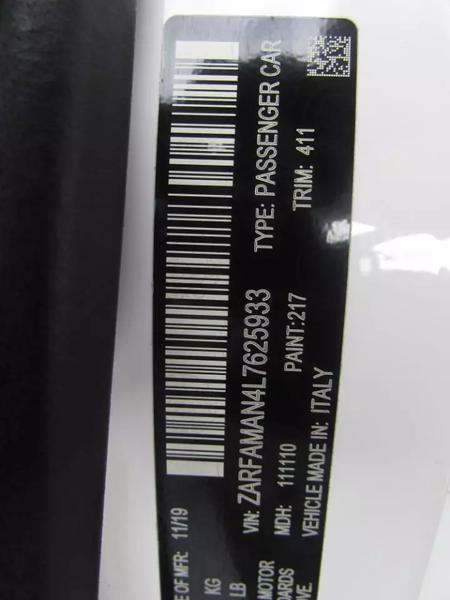 E OF MFR: 11/19
KG
LB
MOTOR
DARDS
OVE.
VIN: ZARFAMAN4L7625933
TYPE: PASSENGER CAR
MDH: 111110
PAINT:217
TRIM: 411
VEHICLE MADE IN: ITALY